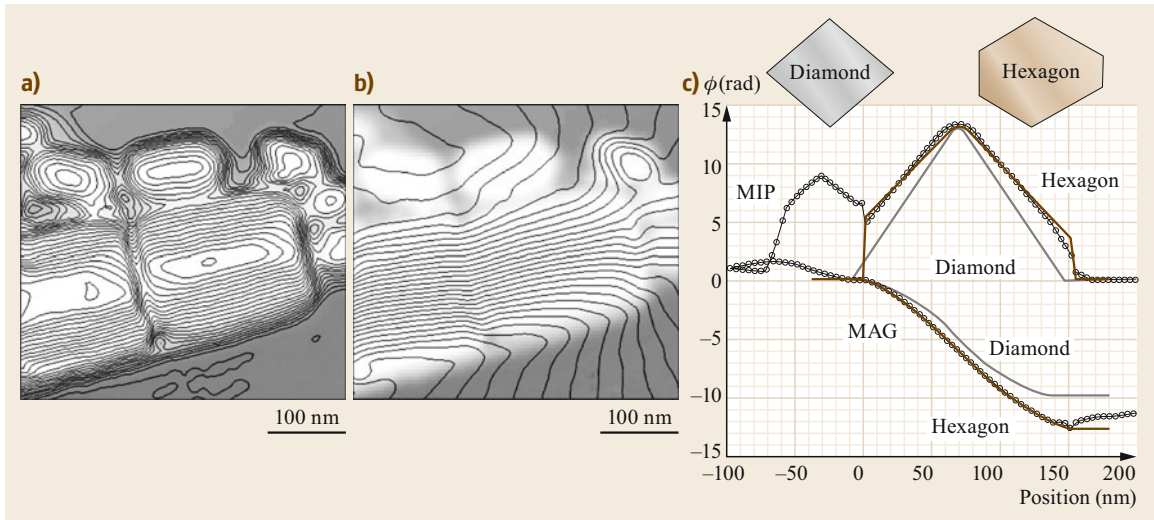 a)
b)
c)
Diamond
Hexagon
ϕ(rad)
15
10
5
0
−5
−10
−15
MIP
Hexagon
Diamond
MAG
Diamond
Hexagon
−100 −50 0 50 100 150 200
Position (nm)
100 nm
100 nm